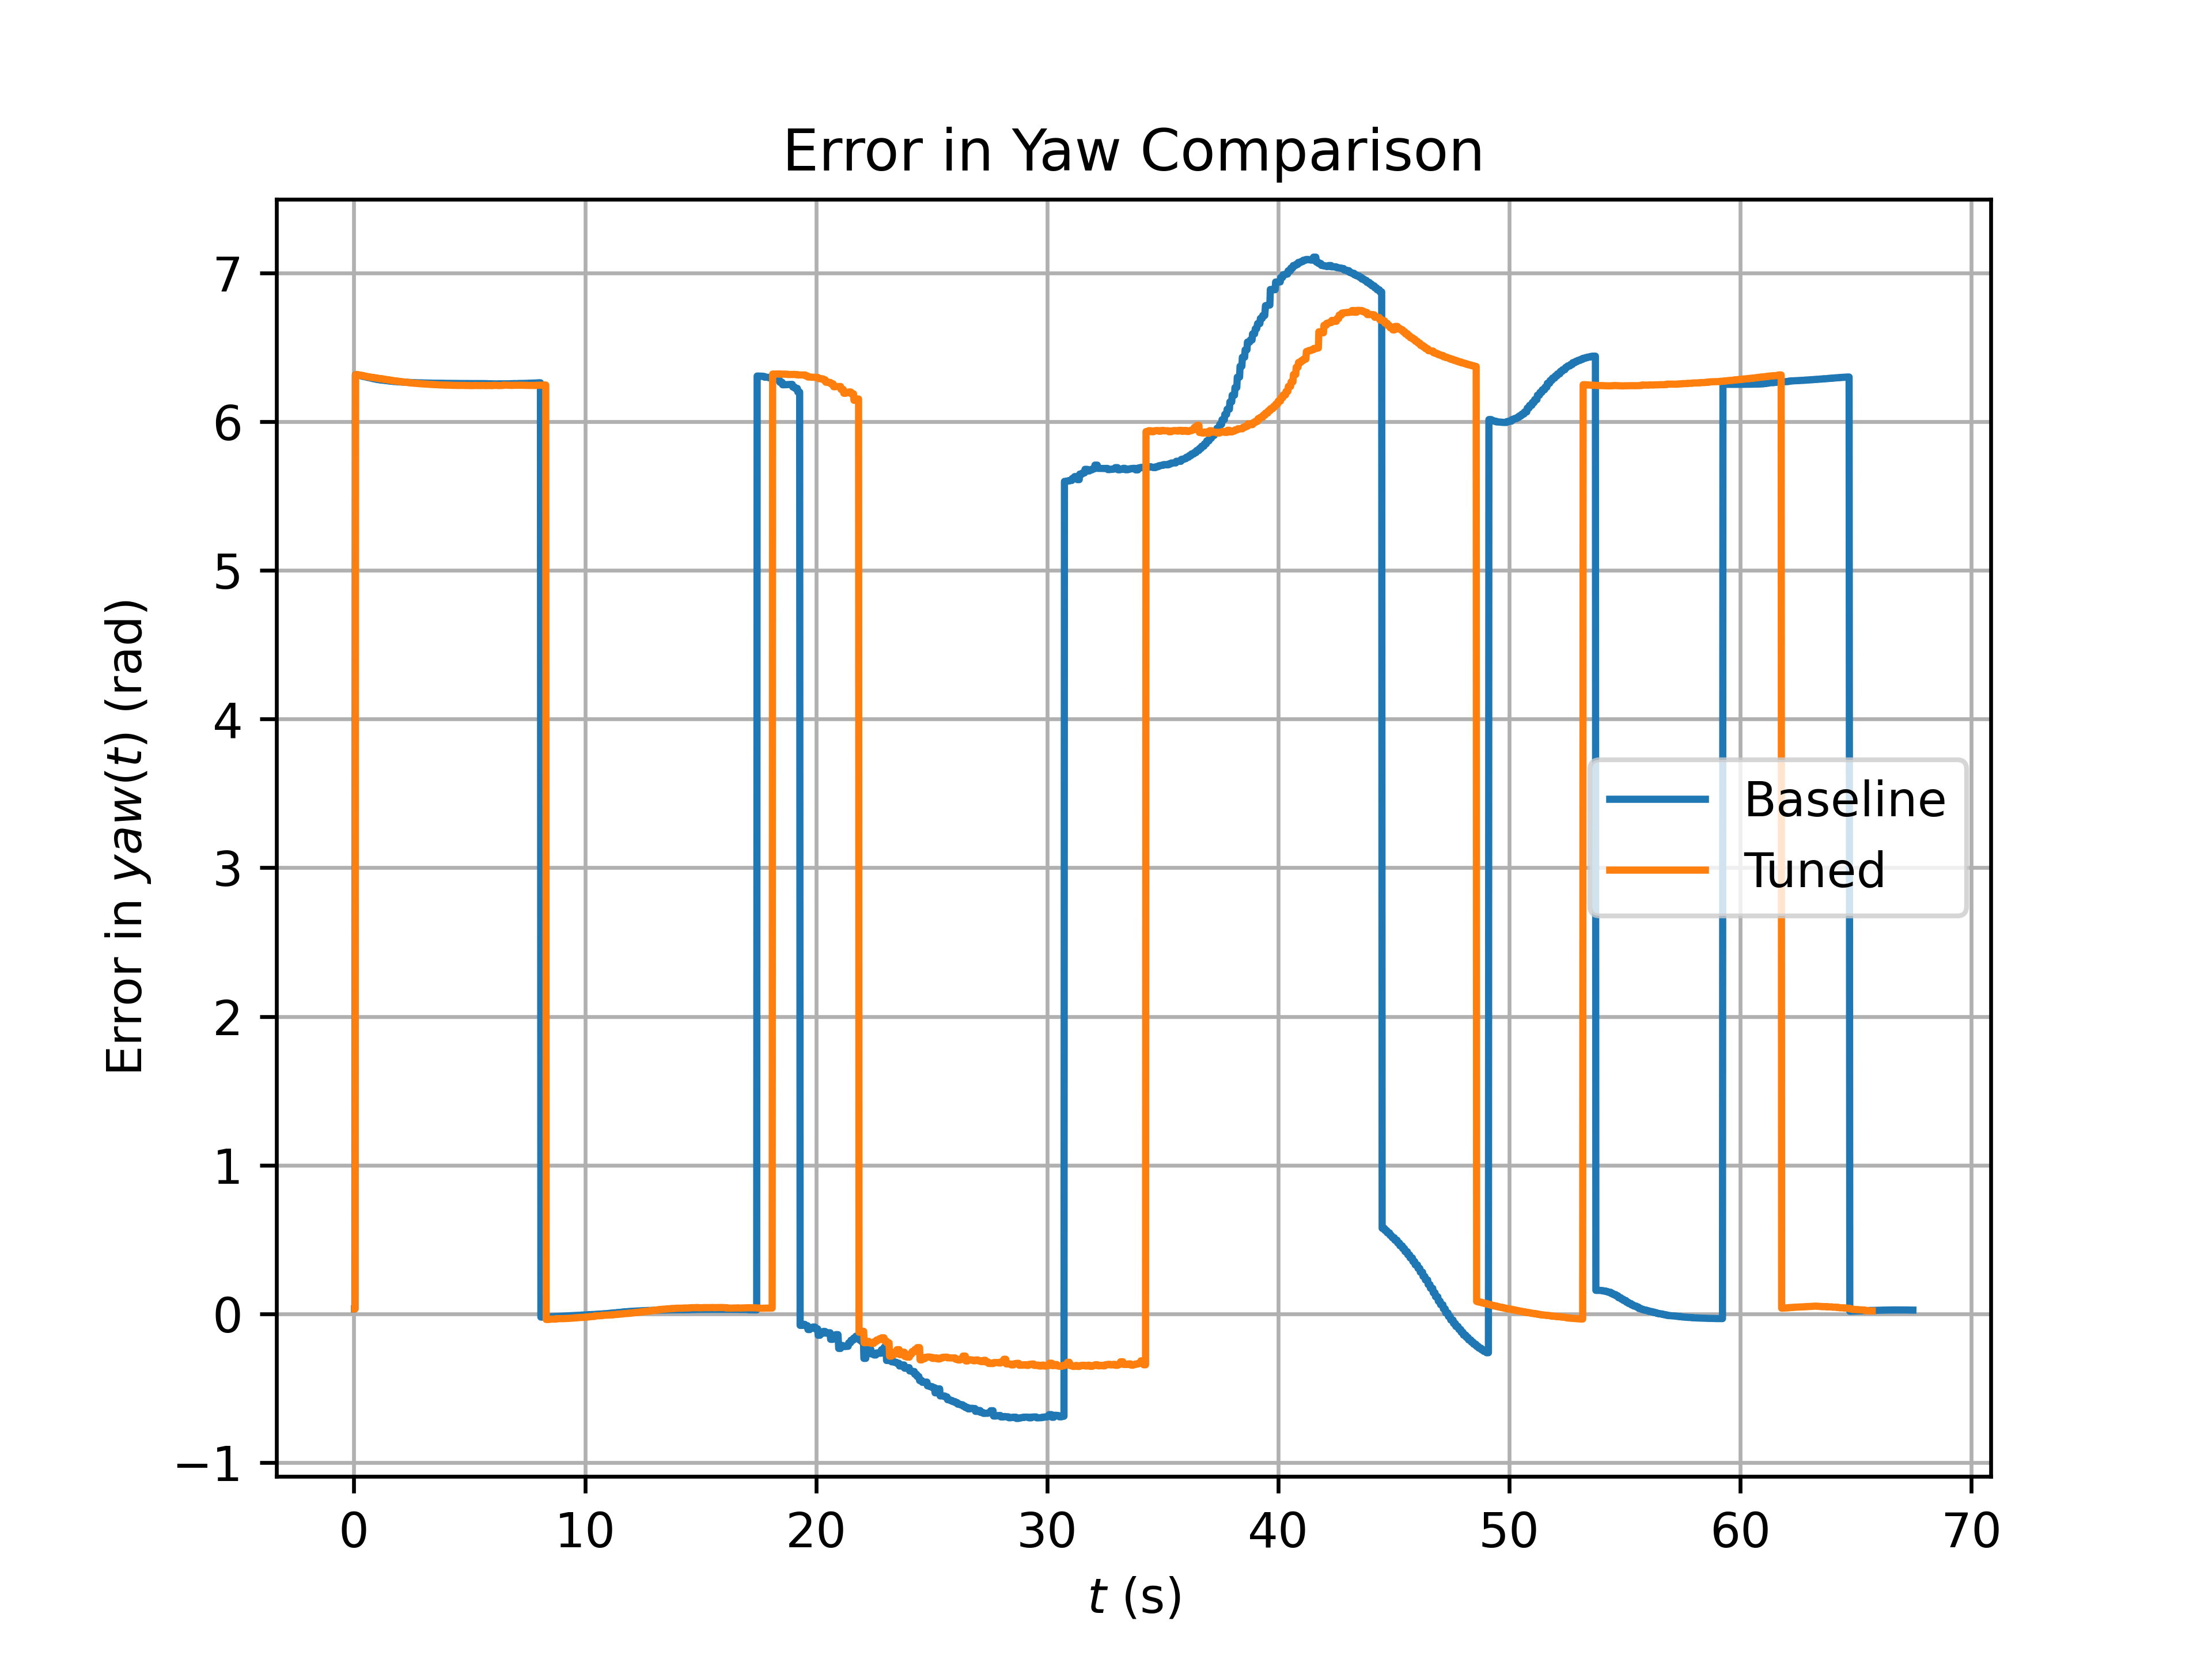 Error in Yaw Comparison
Error in yaw(t) (rad)
7
6
5
4
3
2
1
0
−1
Baseline
Tuned
0 10 20 30 40 50 60 70
t (s)